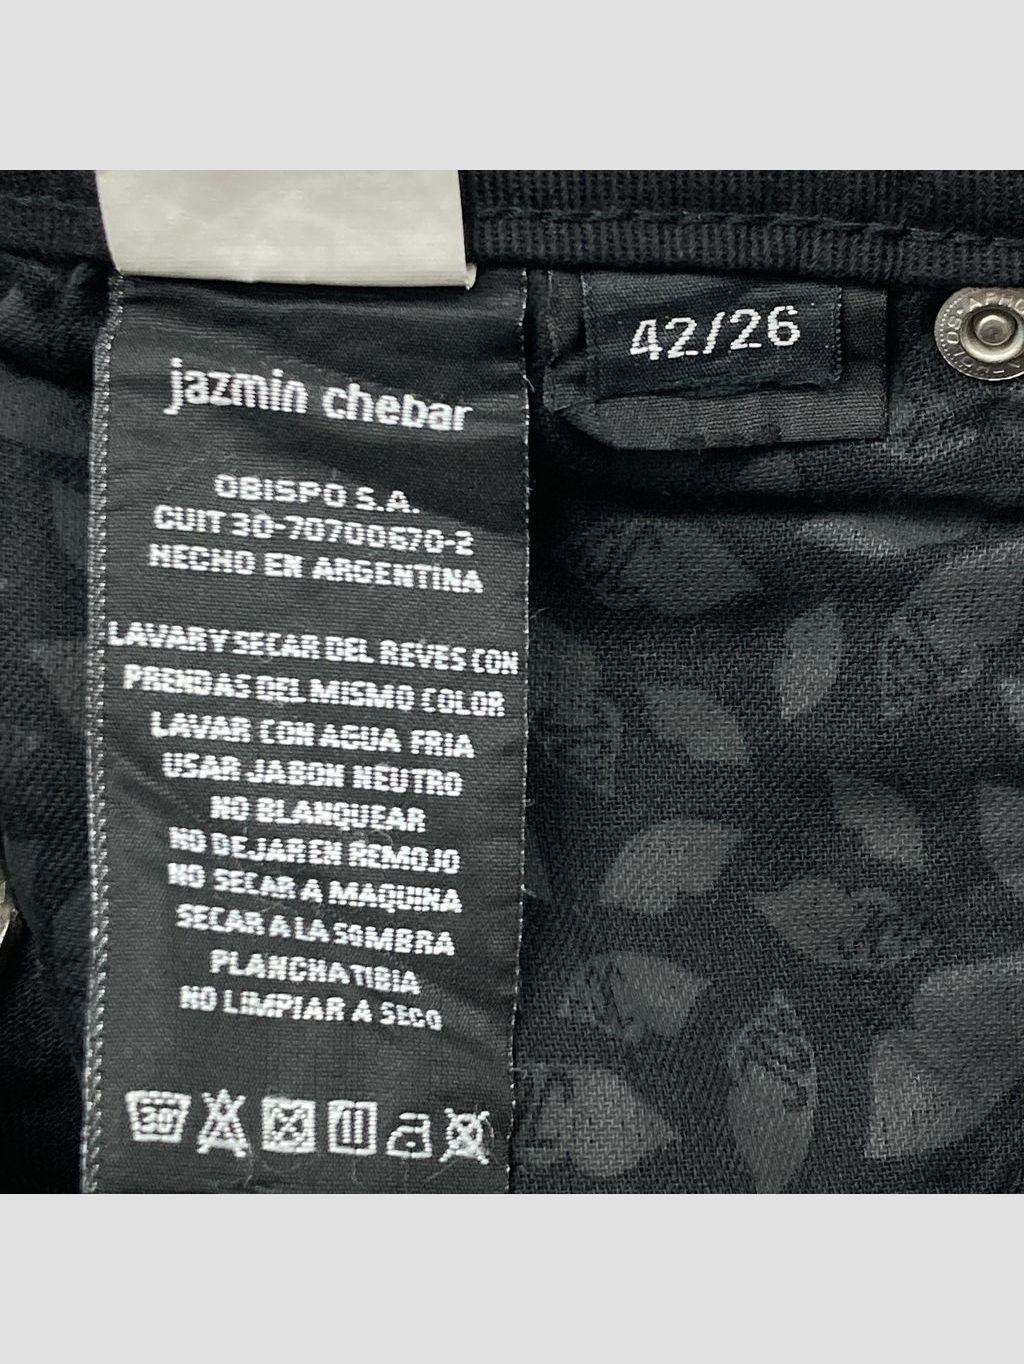 jazmin chebar
OBISPO S.A.
CUIT 30-70700670-2
HECHO EN ARGENTINA
LAVAR Y SECAR DEL REVES CON
PRENDAS DEL MISMO COLOR
LAVAR CON AGUA FRIA
USAR JABON NEUTRO
NO BLANQUEAR
NO DEJAR EN REMOJO
NO SECAR A MAQUINA
SECAR A LA SOMBRA
PLANCHA TIBIA
NO LIMPIAR A SECO
30°
42/26